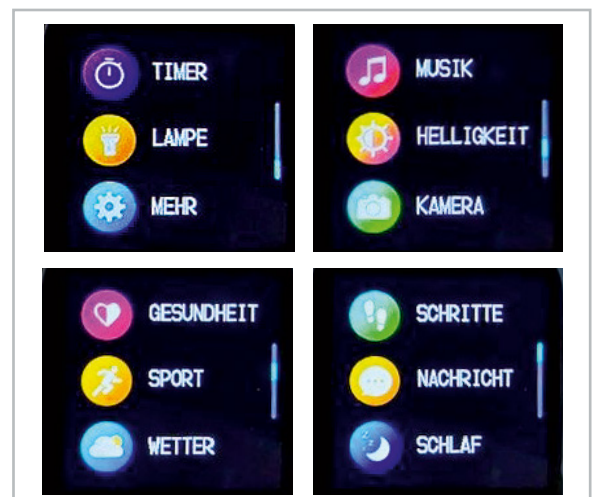 TIMER
LAMPE
MEHR
MUSIK
HELLIGKEIT
KAMERA
GESUNDHEIT
SPORT
WETTER
SCHRITTE
NACHRICHT
SCHLAF